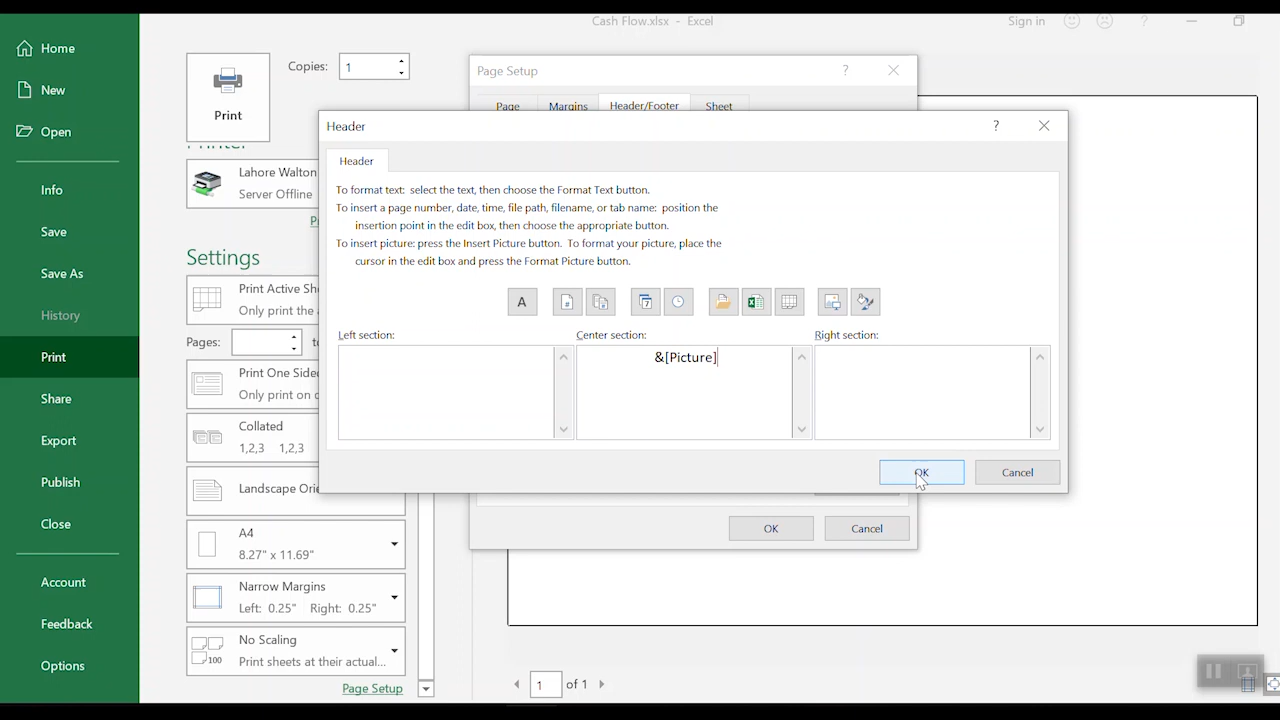 Cash Flow.xlsx - Excel
Sign in
?
Home
New
Open
Info
Save
Save As
History
Print
Share
Export
Publish
Close
Account
Feedback
Options
Print
Copies: 1
Printer
Lahore Walton
Server Offline
Settings
Print Active Sh
Only print the
Pages:
Print One Side
Only print on
Collated
1,2,3 1,2,3
Landscape Orie
A4
8.27" x 11.69"
Narrow Margins
Left: 0.25" Right: 0.25"
No Scaling
Print sheets at their actual...
100
Page Setup
Page Setup
?
Page Margins Header/Footer Sheet
Header
?
Header
To format text: select the text, then choose the Format Text button.
To insert a page number, date, time, file path, filename, or tab name: position the
insertion point in the edit box, then choose the appropriate button.
To insert picture: press the Insert Picture button. To format your picture, place the
cursor in the edit box and press the Format Picture button.
A # 7
Left section: Center section: Right section:
&[Picture]
OK Cancel
OK Cancel
1 of 1